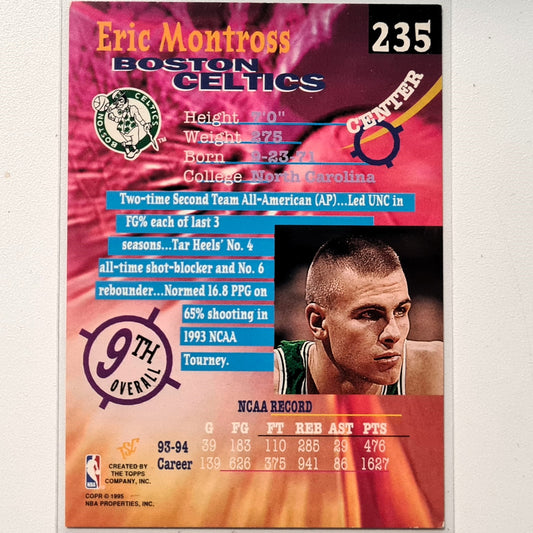 Eric Montross
235
BOSTON
CELTICS
BOSTON CELTICS
CENTER
Height 7'0"
Weight 275
Born 9-23-71
College North Carolina
Two-time Second Team All-American (AP)...Led UNC in
FG% each of last 3
seasons...Tar Heels' No. 4
all-time shot-blocker and No. 6
rebounder...Normed 16.8 PPG on
65% shooting in
1993 NCAA
Tourney.
9TH
OVERALL
NCAA RECORD
G FG FT REB AST PTS
93-94 39 183 110 285 29 476
Career 139 626 375 941 86 1627
TSC
CREATED BY
THE TOPPS
COMPANY, INC.
NBA
COPR © 1995
NBA PROPERTIES, INC.